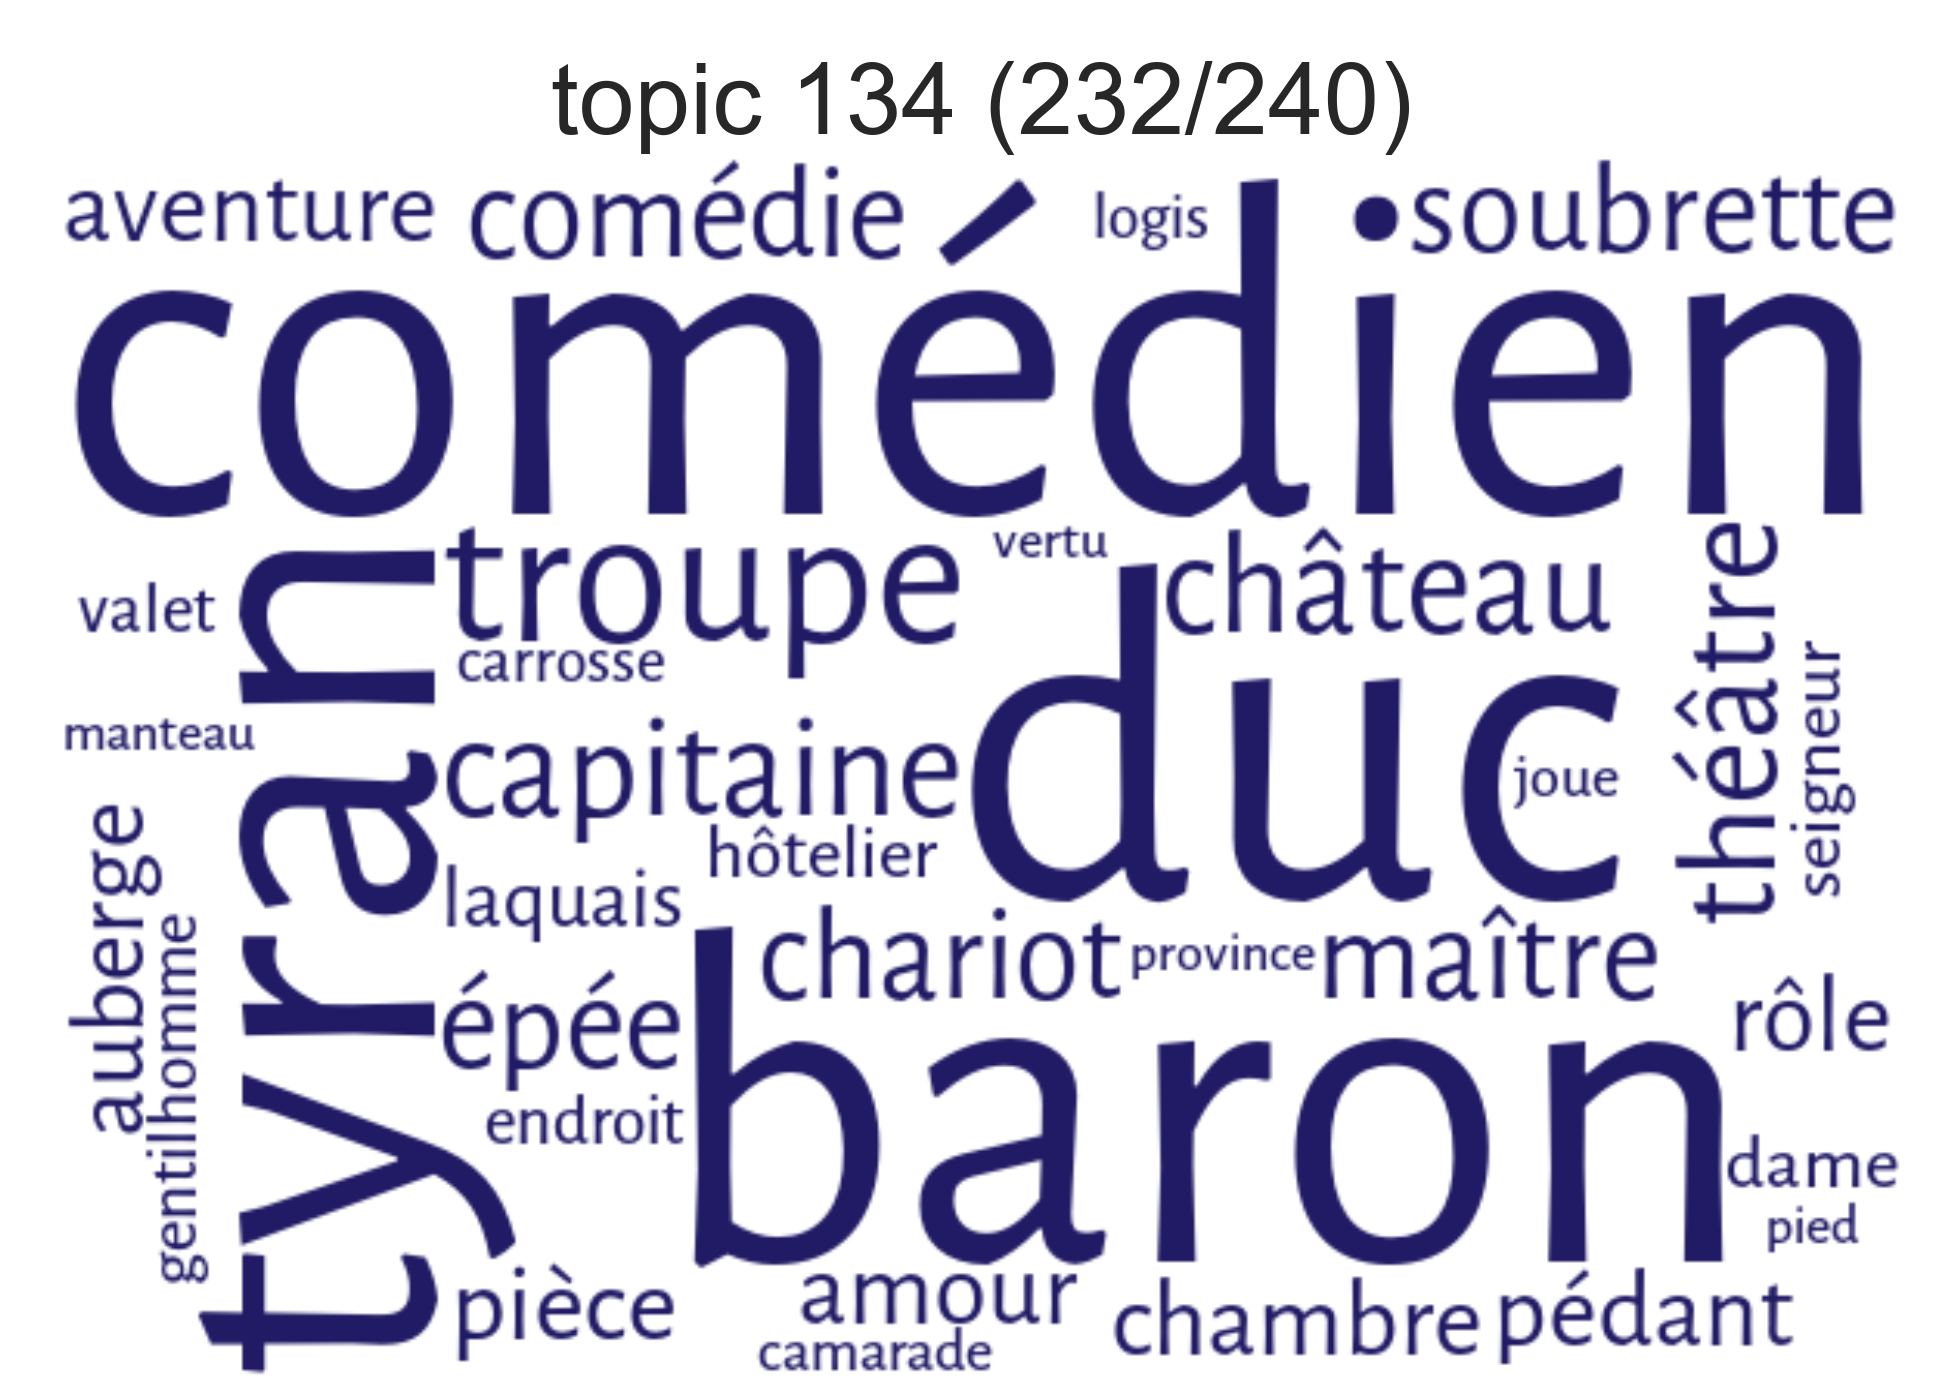 topic 134 (232/240)
aventure comédie logis soubrette
comédien
troupe vertu château
valet
carrosse
théâtre
tyran
duc
seigneur
manteau
capitaine
joue
hôtelier
auberge
laquais
gentilhomme
chariot province maître
épée
rôle
baron
endroit
dame
pied
pièce amour chambre pédant
camarade